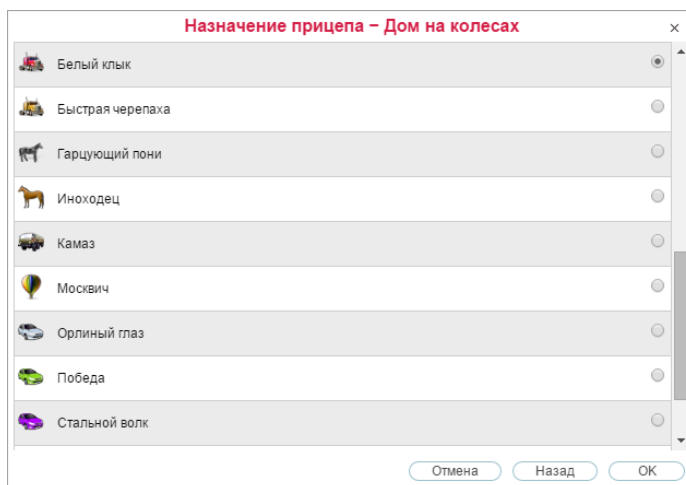 Назначение прицепа – Дом на колесах
Белый клык
Быстрая черепаха
Гарцующий пони
Иноходец
Камаз
Москвич
Орлиный глаз
Победа
Стальной волк
Отмена Назад OK